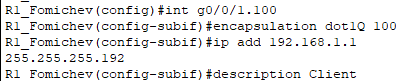 R1_Fomichev(config)#int g0/0/1.100
R1_Fomichev(config-subif)#encapsulation dot1Q 100
R1_Fomichev(config-subif)#ip add 192.168.1.1
255.255.255.192
R1_Fomichev(config-subif)#description Client